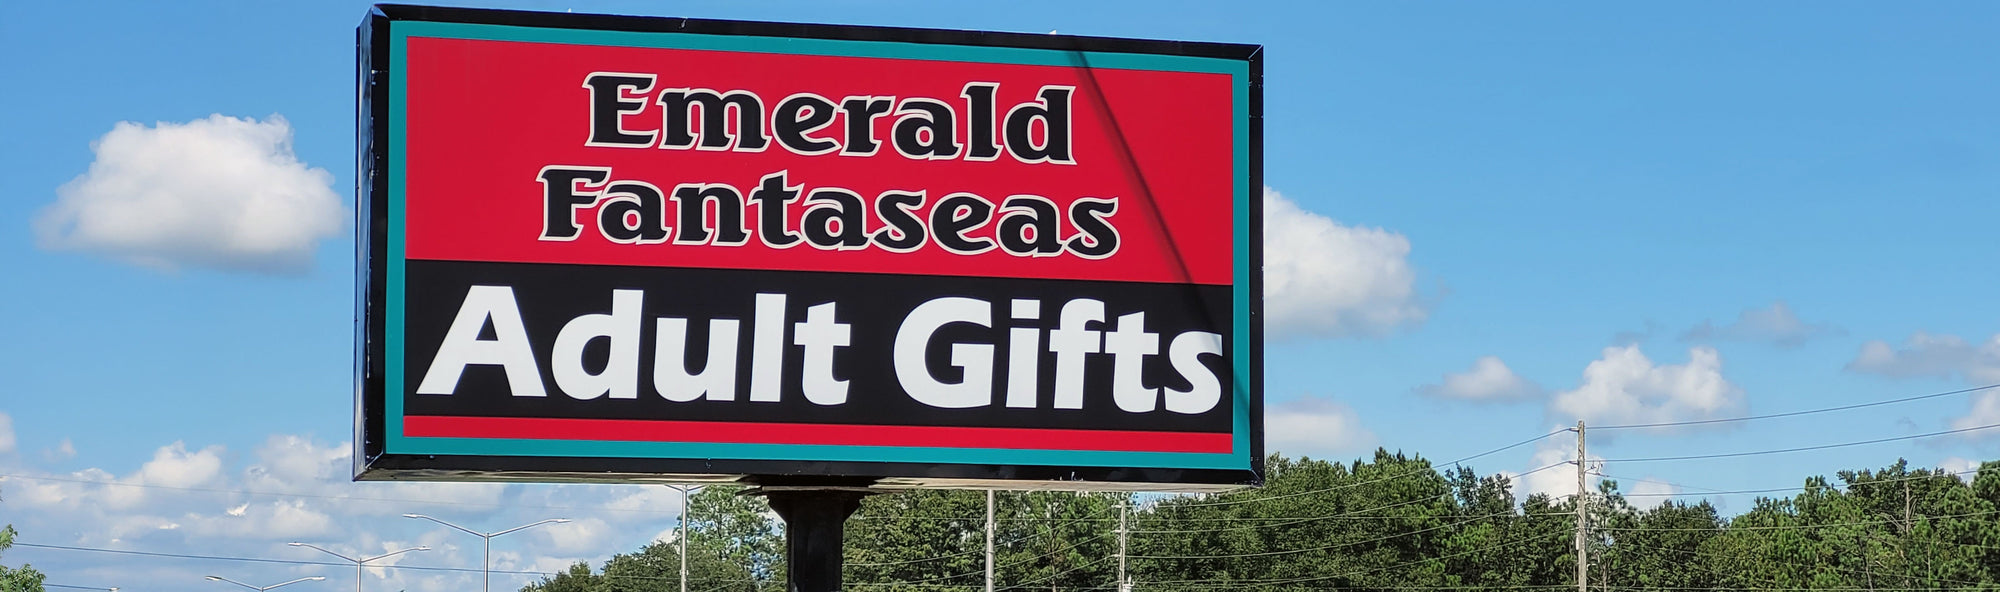 Emerald
Fantaseas
Adult Gifts